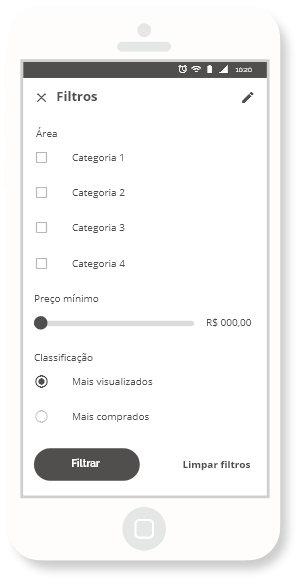 10:20
Filtros
Área
Categoria 1
Categoria 2
Categoria 3
Categoria 4
Preço mínimo
R$ 000,00
Classificação
Mais visualizados
Mais comprados
Filtrar
Limpar filtros